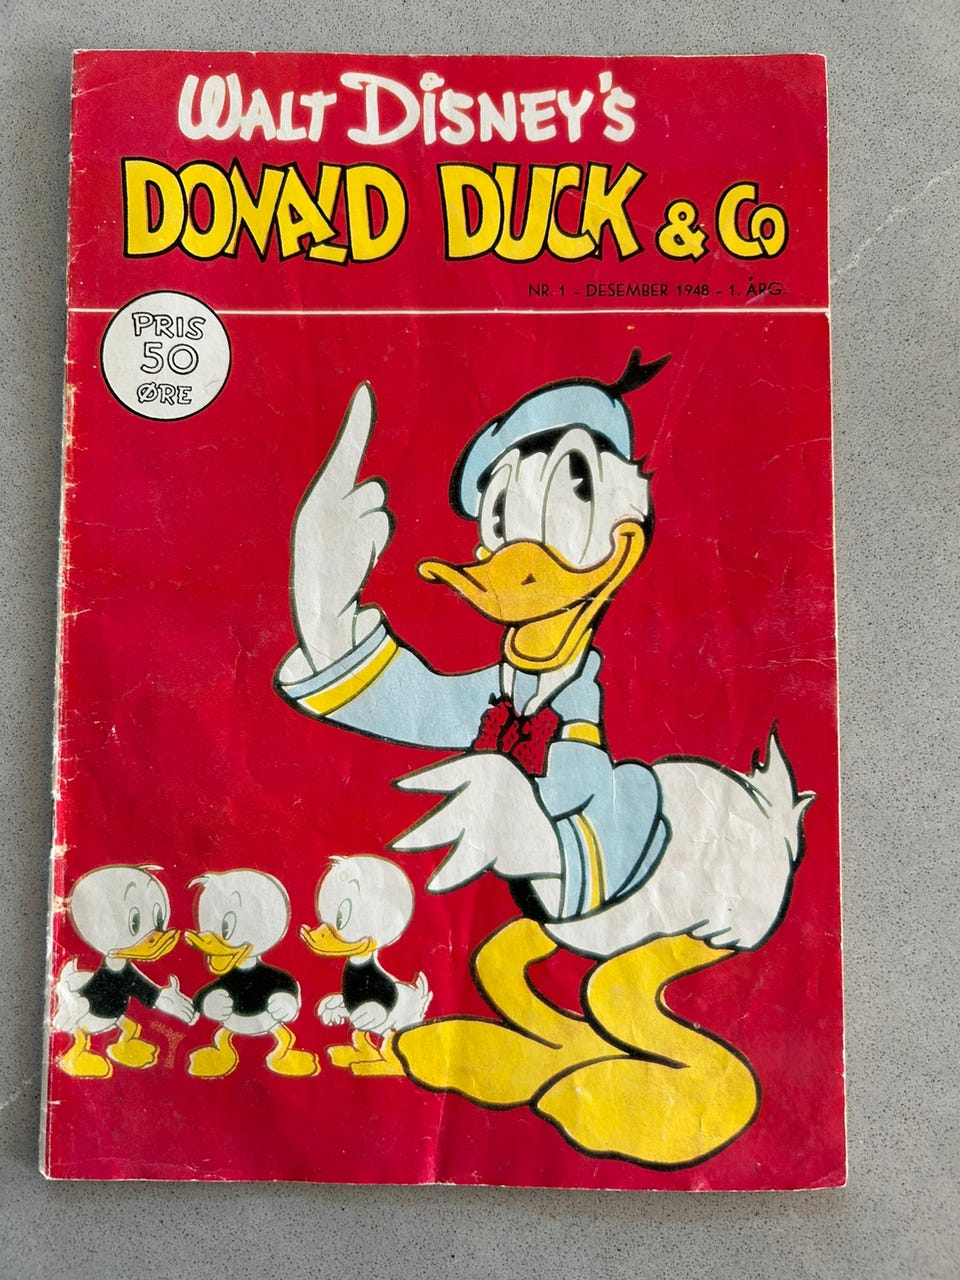 WALT DISNEY'S
DONALD DUCK & Co
NR. 1 - DESEMBER 1948 - 1. ÅRG.
PRIS
50
ØRE